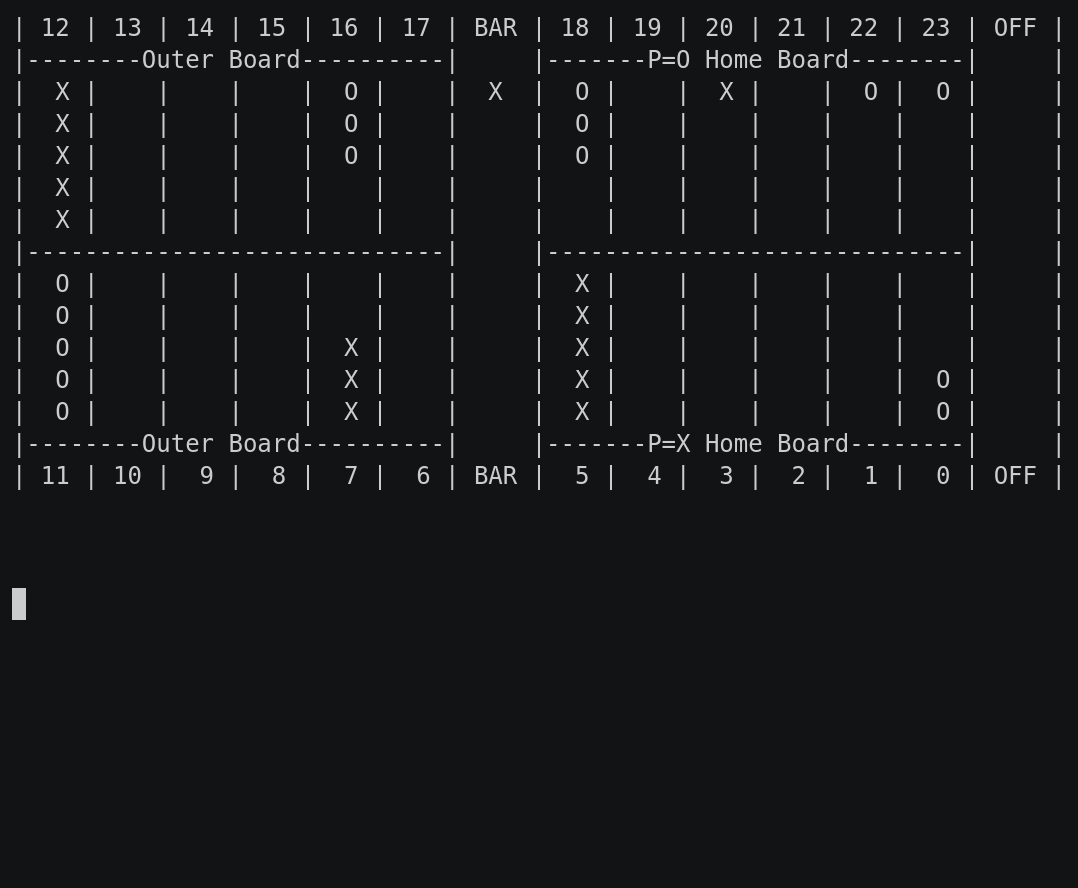 | 12 | 13 | 14 | 15 | 16 | 17 | BAR | 18 | 19 | 20 | 21 | 22 | 23 | OFF |
|--------Outer Board----------|     |-------P=O Home Board--------|     |
|  X |    |    |    |  O |    |  X  |  O |    |  X |    |  O |  O |     |
|  X |    |    |    |  O |    |     |  O |    |    |    |    |    |     |
|  X |    |    |    |  O |    |     |  O |    |    |    |    |    |     |
|  X |    |    |    |    |    |     |    |    |    |    |    |    |     |
|  X |    |    |    |    |    |     |    |    |    |    |    |    |     |
|-----------------------------|     |-----------------------------|     |
|  O |    |    |    |    |    |     |  X |    |    |    |    |    |     |
|  O |    |    |    |    |    |     |  X |    |    |    |    |    |     |
|  O |    |    |    |  X |    |     |  X |    |    |    |    |    |     |
|  O |    |    |    |  X |    |     |  X |    |    |    |    |  O |     |
|  O |    |    |    |  X |    |     |  X |    |    |    |    |  O |     |
|--------Outer Board----------|     |-------P=X Home Board--------|     |
| 11 | 10 |  9 |  8 |  7 |  6 | BAR |  5 |  4 |  3 |  2 |  1 |  0 | OFF |